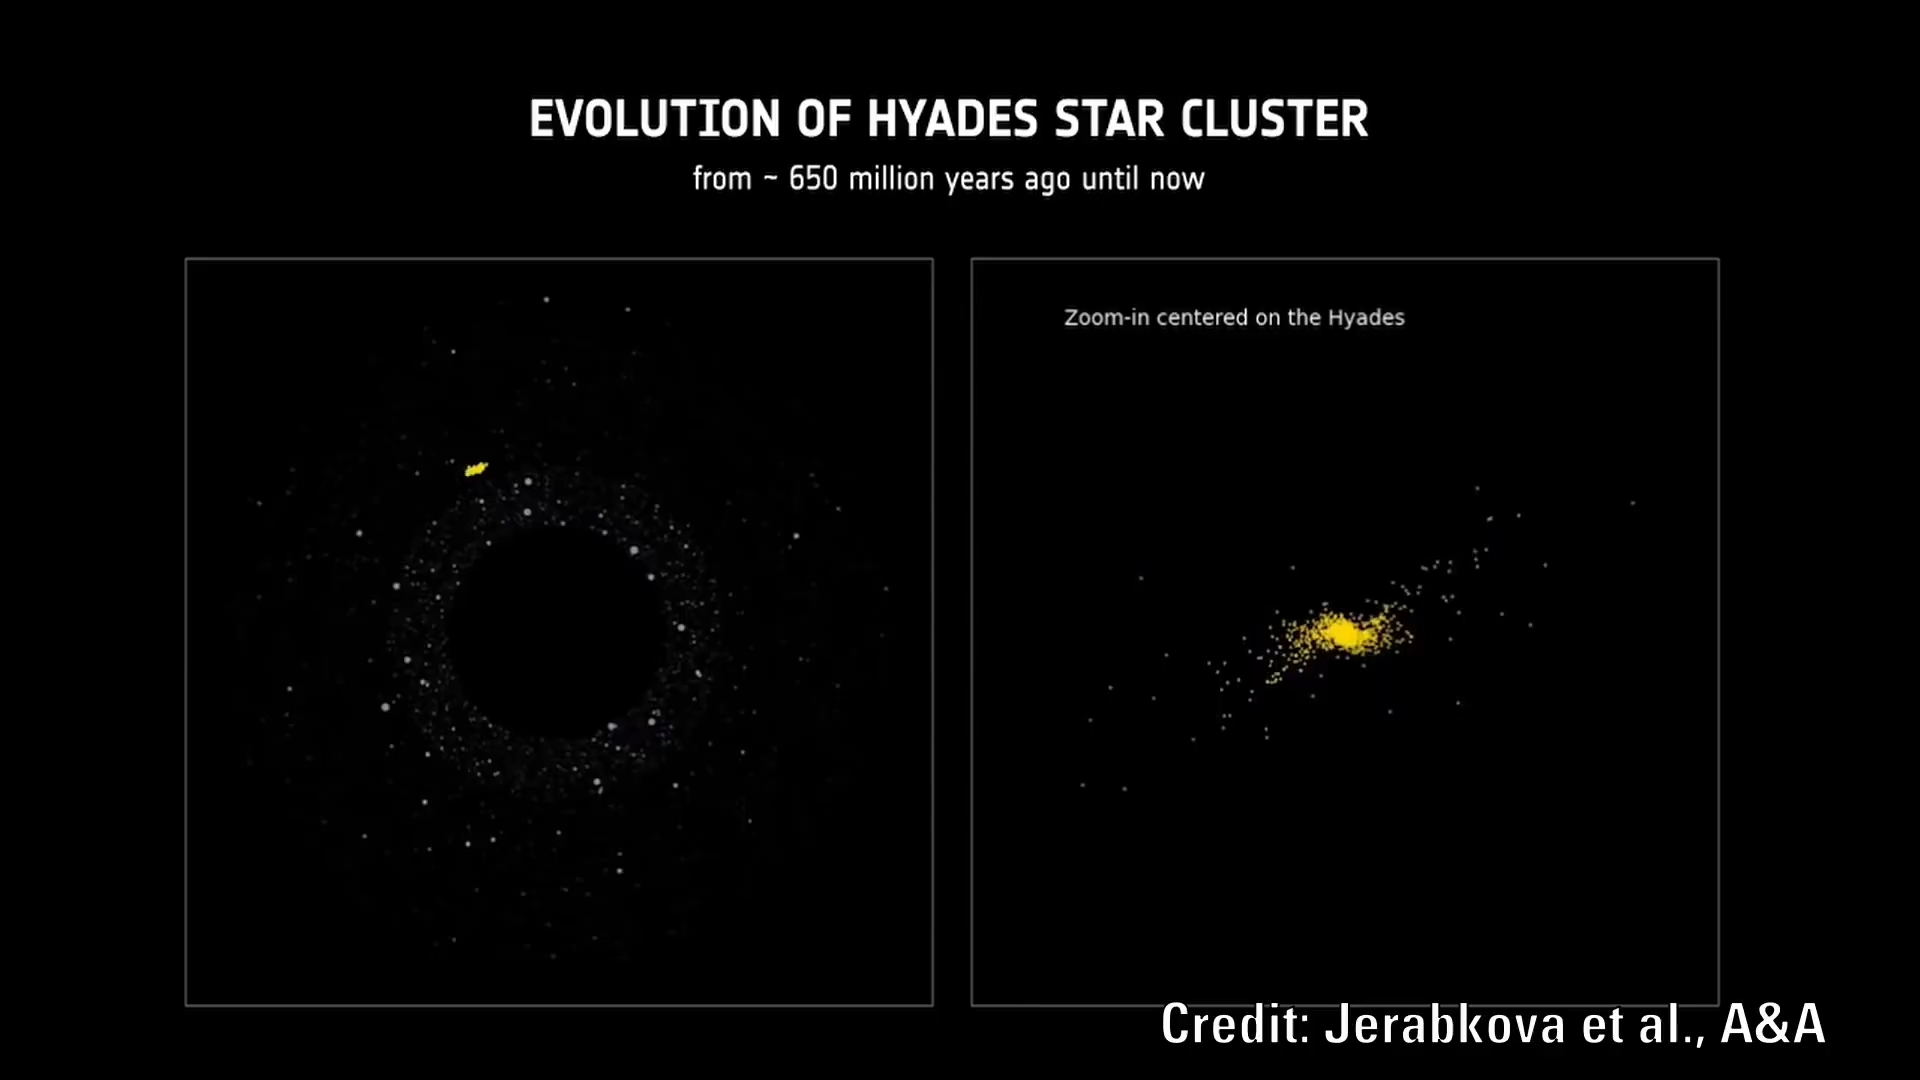 EVOLUTION OF HYADES STAR CLUSTER
from ~ 650 million years ago until now
Zoom-in centered on the Hyades
Credit: Jerabkova et al., A&A